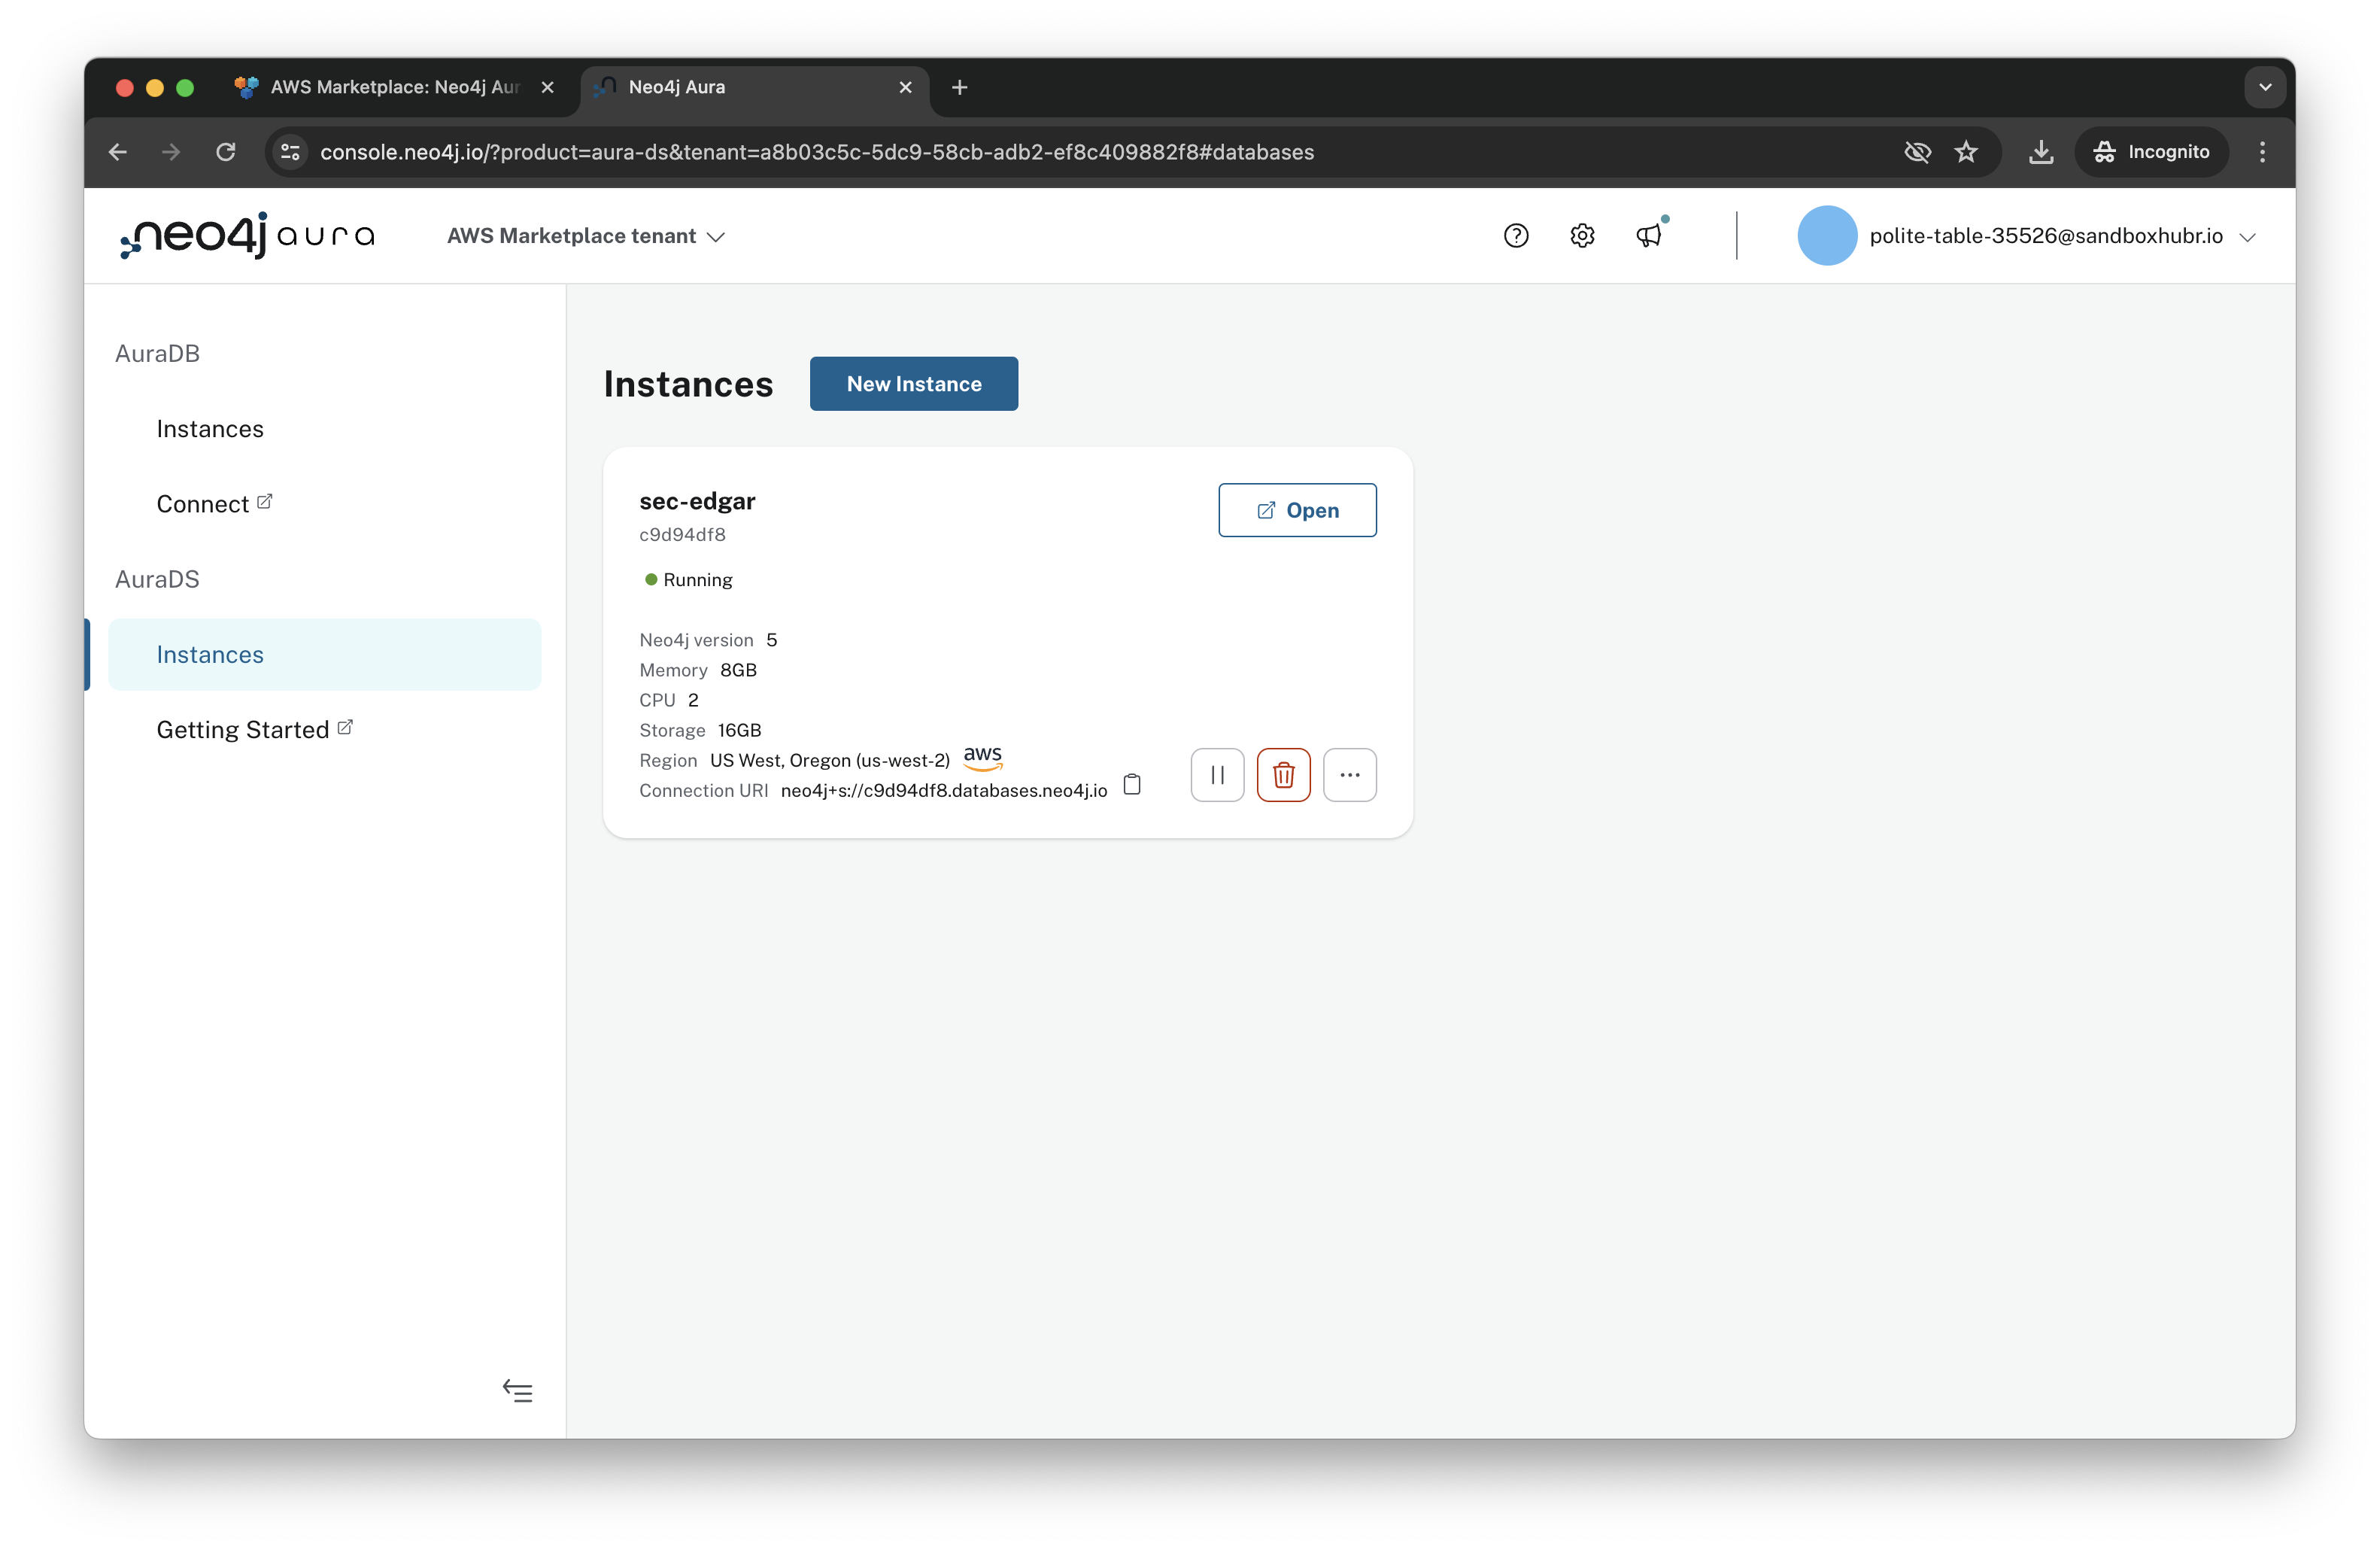 AWS Marketplace: Neo4j Aur
Neo4j Aura
console.neo4j.io/?product=aura-ds&tenant=a8b03c5c-5dc9-58cb-adb2-ef8c409882f8#databases
Incognito
neo4j aura
AWS Marketplace tenant
polite-table-35526@sandboxhubr.io
AuraDB
Instances
Connect
AuraDS
Instances
Getting Started
Instances
New Instance
sec-edgar
Open
c9d94df8
Running
Neo4j version 5
Memory 8GB
CPU 2
Storage 16GB
Region US West, Oregon (us-west-2) aws
Connection URI neo4j+s://c9d94df8.databases.neo4j.io